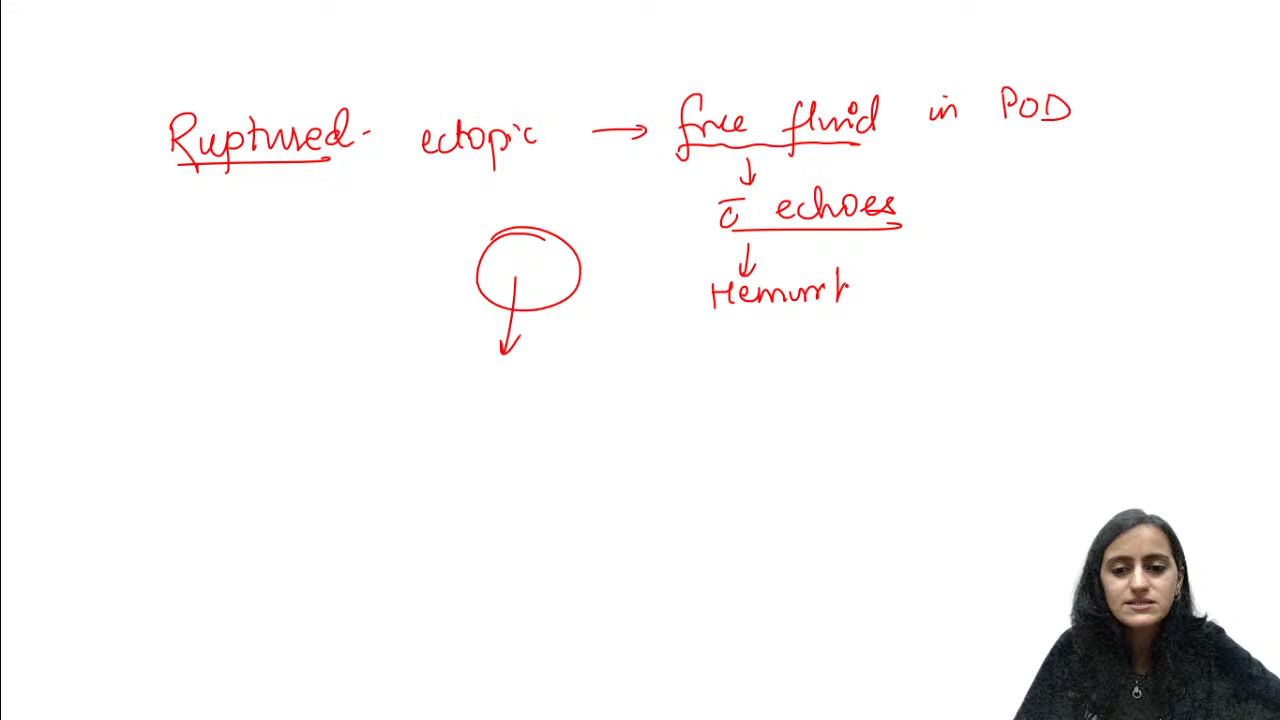 Ruptured- ectopic → free fluid in POD
↓
c̄ echoes
↓
Hemorrh